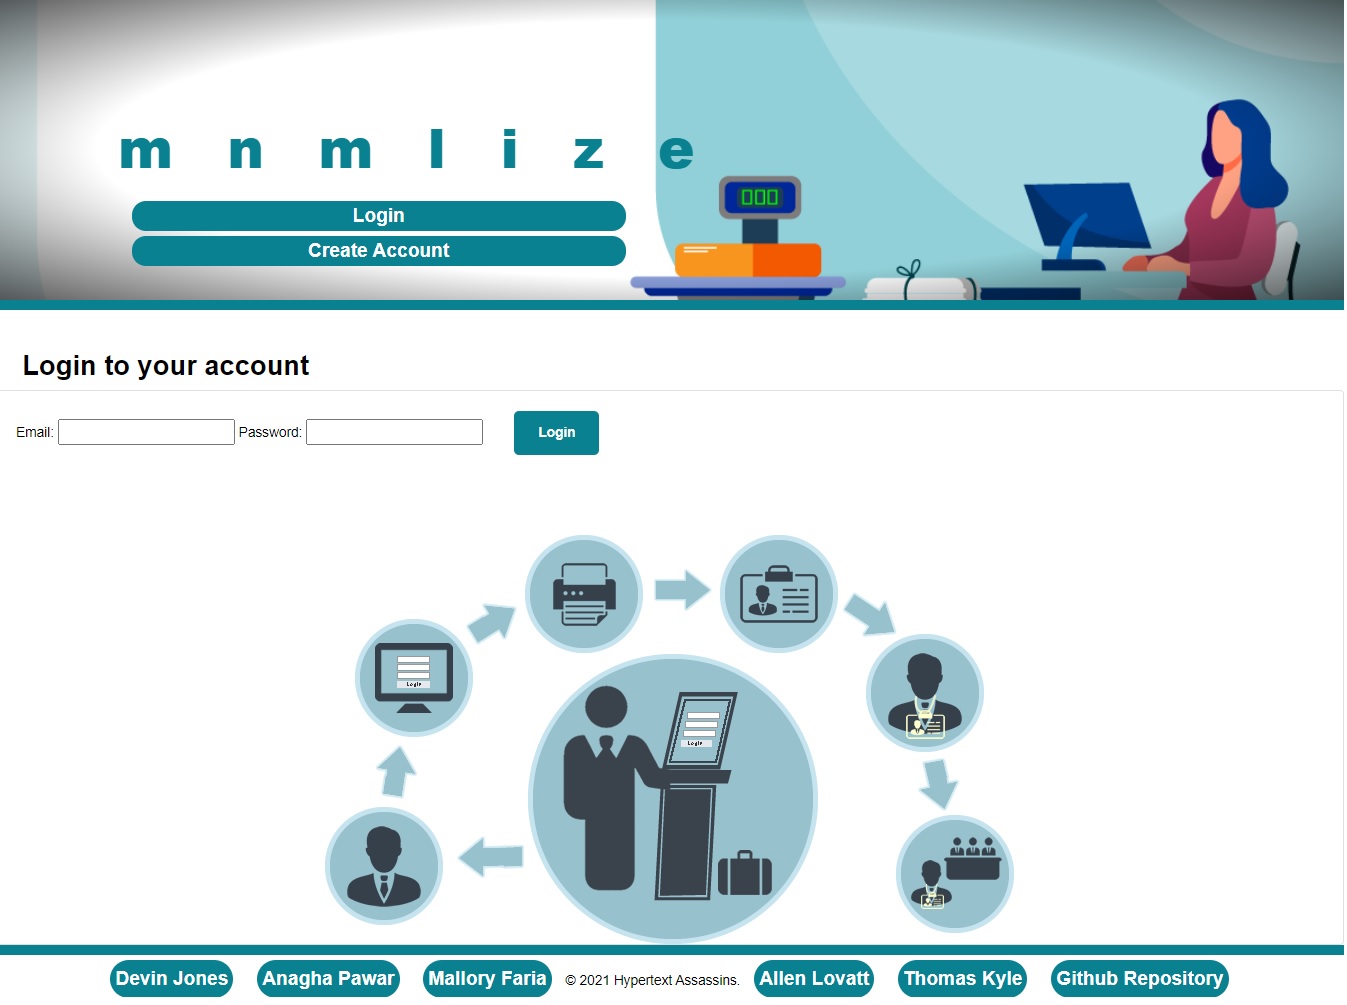 m n m l i z e
Login
Create Account
Login to your account
Email: Password: Login
Login
Login
Devin Jones Anagha Pawar Mallory Faria © 2021 Hypertext Assassins. Allen Lovatt Thomas Kyle Github Repository